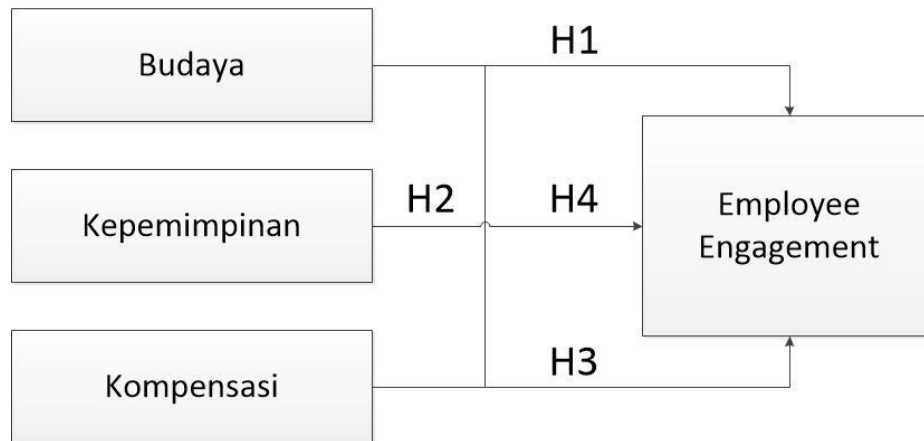 H1
Budaya
Kepemimpinan
H2
H4
Employee
Engagement
Kompensasi
H3